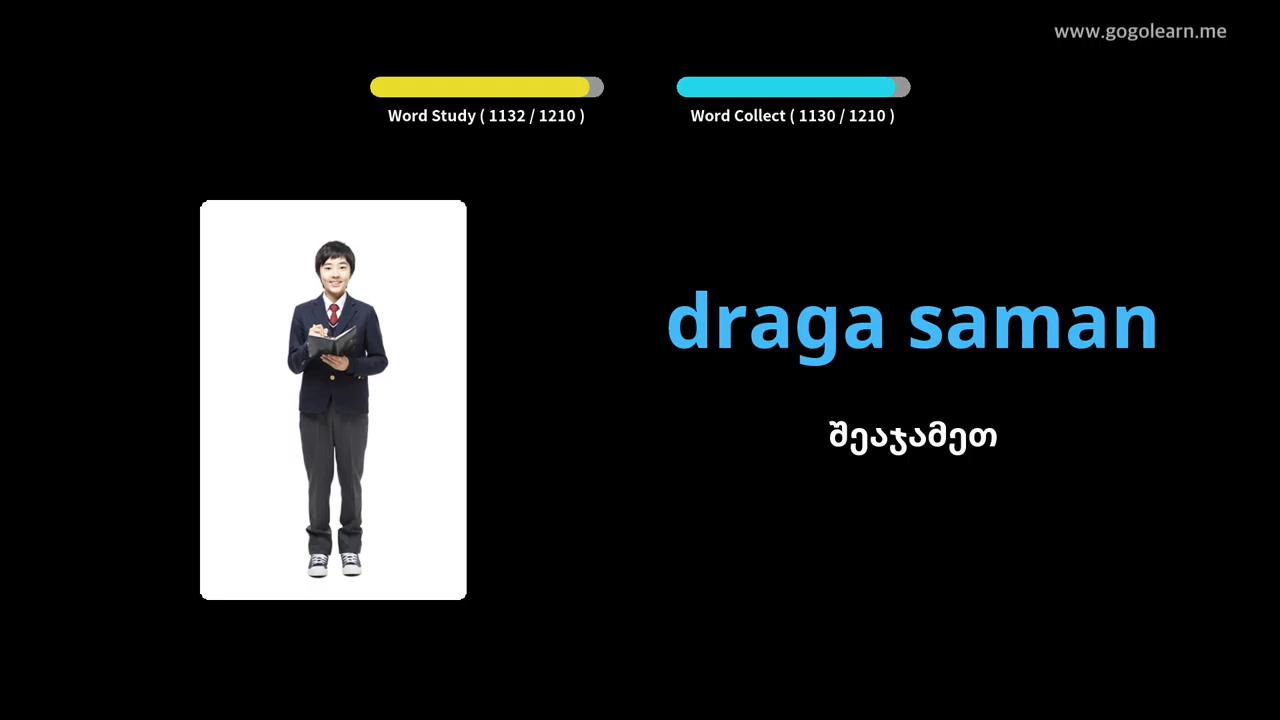 www.gogolearn.me
Word Study ( 1132 / 1210 )
Word Collect ( 1130 / 1210 )
draga saman
შეაჯამეთ